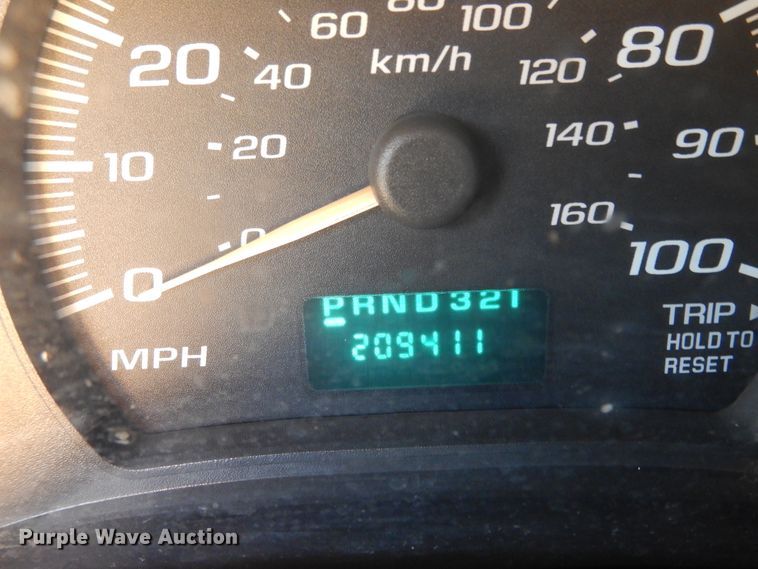 60 80 100
20 40 km/h 120 80
10 20 140 90
0 0 160 100
PRND321
209411
MPH
TRIP
HOLD TO
RESET
Purple Wave Auction